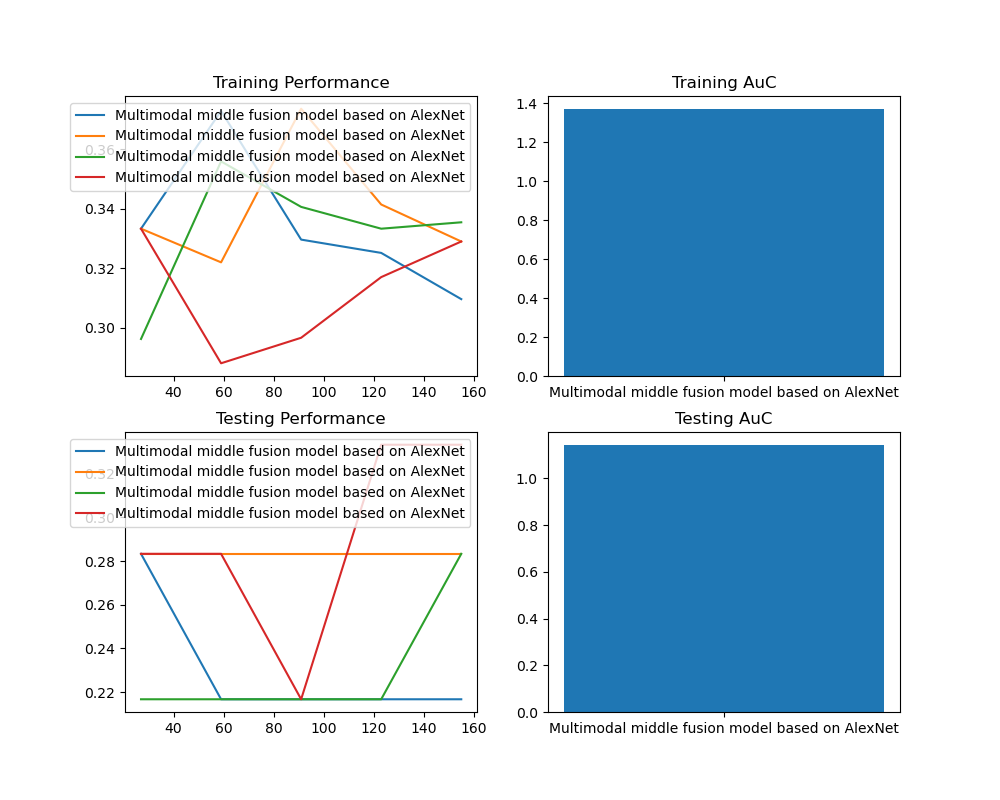 Training Performance
Multimodal middle fusion model based on AlexNet
Multimodal middle fusion model based on AlexNet
Multimodal middle fusion model based on AlexNet
Multimodal middle fusion model based on AlexNet
0.36
0.34
0.32
0.30
40 60 80 100 120 140 160
Training AuC
1.4
1.2
1.0
0.8
0.6
0.4
0.2
0.0
Multimodal middle fusion model based on AlexNet
Testing Performance
Multimodal middle fusion model based on AlexNet
Multimodal middle fusion model based on AlexNet
Multimodal middle fusion model based on AlexNet
Multimodal middle fusion model based on AlexNet
0.32
0.30
0.28
0.26
0.24
0.22
40 60 80 100 120 140 160
Testing AuC
1.0
0.8
0.6
0.4
0.2
0.0
Multimodal middle fusion model based on AlexNet